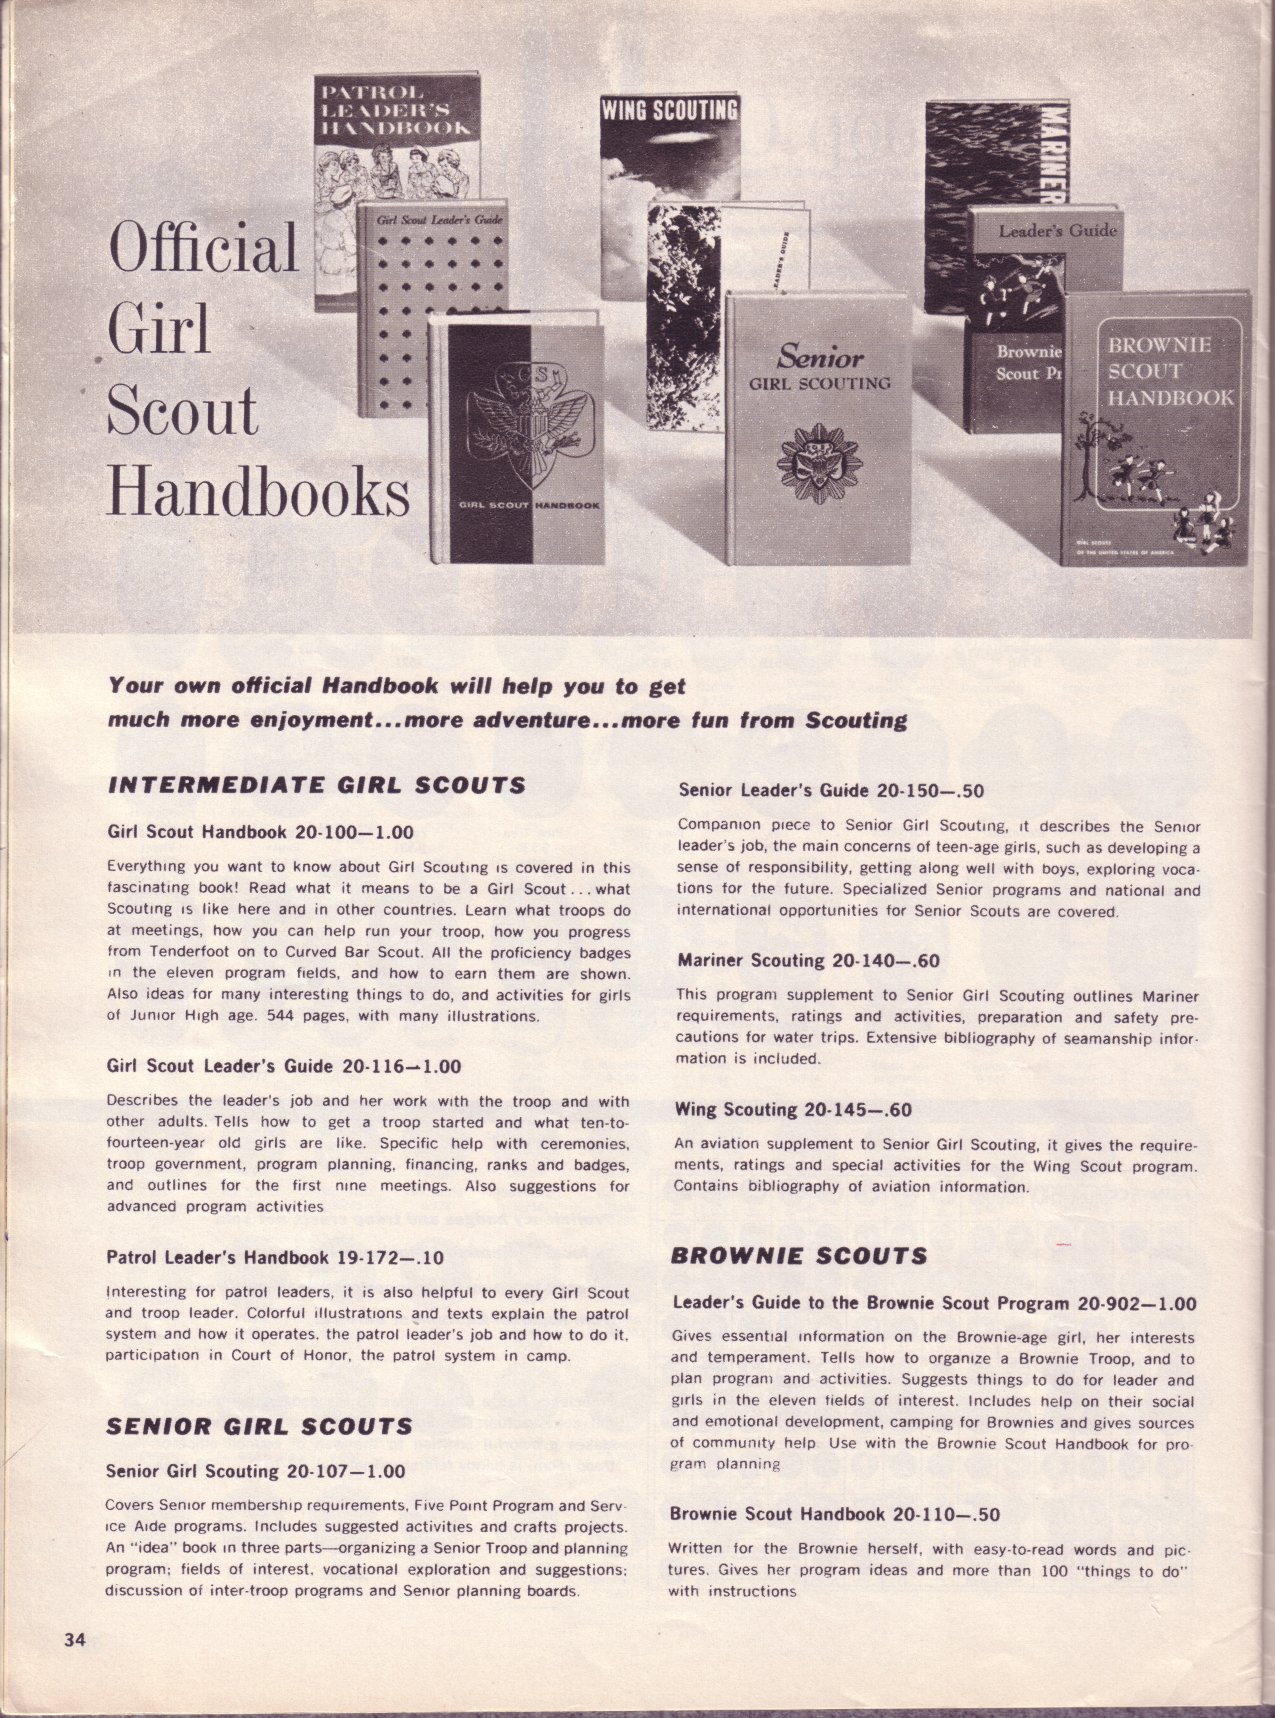 PATROL
LEADER'S
HANDBOOK
Girl Scout Leader's Guide
GIRL SCOUT HANDBOOK
WING SCOUTING
LEADER'S GUIDE
Senior
GIRL SCOUTING
MARINER
Leader's Guide
Brownie
Scout Pr
BROWNIE
SCOUT
HANDBOOK
GIRL SCOUTS
OF THE UNITED STATES OF AMERICA
Official
Girl
Scout
Handbooks
Your own official Handbook will help you to get
much more enjoyment...more adventure...more fun from Scouting
INTERMEDIATE GIRL SCOUTS
Girl Scout Handbook 20-100—1.00
Everything you want to know about Girl Scouting is covered in this
fascinating book! Read what it means to be a Girl Scout... what
Scouting is like here and in other countries. Learn what troops do
at meetings, how you can help run your troop, how you progress
from Tenderfoot on to Curved Bar Scout. All the proficiency badges
in the eleven program fields, and how to earn them are shown.
Also ideas for many interesting things to do, and activities for girls
of Junior High age. 544 pages, with many illustrations.
Girl Scout Leader's Guide 20-116—1.00
Describes the leader's job and her work with the troop and with
other adults. Tells how to get a troop started and what ten-to-
fourteen-year old girls are like. Specific help with ceremonies,
troop government, program planning, financing, ranks and badges,
and outlines for the first nine meetings. Also suggestions for
advanced program activities
Patrol Leader's Handbook 19-172—.10
Interesting for patrol leaders, it is also helpful to every Girl Scout
and troop leader. Colorful illustrations and texts explain the patrol
system and how it operates, the patrol leader's job and how to do it,
participation in Court of Honor, the patrol system in camp.
SENIOR GIRL SCOUTS
Senior Girl Scouting 20-107—1.00
Covers Senior membership requirements, Five Point Program and Serv-
ice Aide programs. Includes suggested activities and crafts projects.
An "idea" book in three parts—organizing a Senior Troop and planning
program; fields of interest, vocational exploration and suggestions;
discussion of inter-troop programs and Senior planning boards.
Senior Leader's Guide 20-150—.50
Companion piece to Senior Girl Scouting, it describes the Senior
leader's job, the main concerns of teen-age girls, such as developing a
sense of responsibility, getting along well with boys, exploring voca-
tions for the future. Specialized Senior programs and national and
international opportunities for Senior Scouts are covered.
Mariner Scouting 20-140—.60
This program supplement to Senior Girl Scouting outlines Mariner
requirements, ratings and activities, preparation and safety pre-
cautions for water trips. Extensive bibliography of seamanship infor-
mation is included.
Wing Scouting 20-145—.60
An aviation supplement to Senior Girl Scouting, it gives the require-
ments, ratings and special activities for the Wing Scout program.
Contains bibliography of aviation information.
BROWNIE SCOUTS
Leader's Guide to the Brownie Scout Program 20-902—1.00
Gives essential information on the Brownie-age girl, her interests
and temperament. Tells how to organize a Brownie Troop, and to
plan program and activities. Suggests things to do for leader and
girls in the eleven fields of interest. Includes help on their social
and emotional development, camping for Brownies and gives sources
of community help Use with the Brownie Scout Handbook for pro-
gram planning
Brownie Scout Handbook 20-110—.50
Written for the Brownie herself, with easy-to-read words and pic-
tures. Gives her program ideas and more than 100 "things to do"
with instructions
34